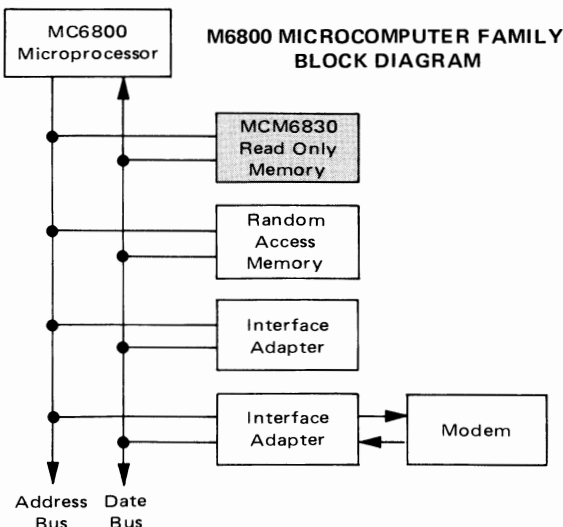 MC6800
Microprocessor
M6800 MICROCOMPUTER FAMILY
BLOCK DIAGRAM
MCM6830
Read Only
Memory
Random
Access
Memory
Interface
Adapter
Interface
Adapter
Modem
Address
Bus
Date
Bus